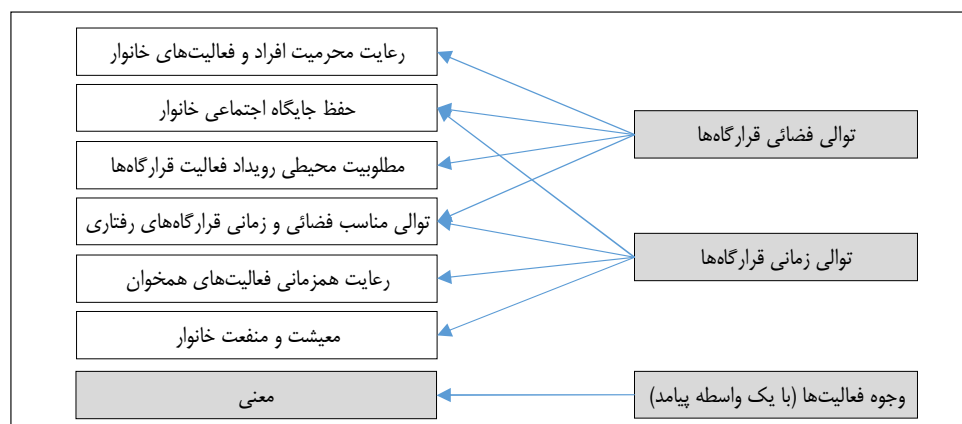 رعایت محرمیت افراد و فعالیت‌های خانوار
حفظ جایگاه اجتماعی خانوار
توالی فضائی قرارگاه‌ها
مطلوبیت محیطی رویداد فعالیت قرارگاه‌ها
توالی مناسب فضائی و زمانی قرارگاه‌های رفتاری
توالی زمانی قرارگاه‌ها
رعایت همزمانی فعالیت‌های همخوان
معیشت و منفعت خانوار
وجوه فعالیت‌ها (با یک واسطه پیامد)
معنی